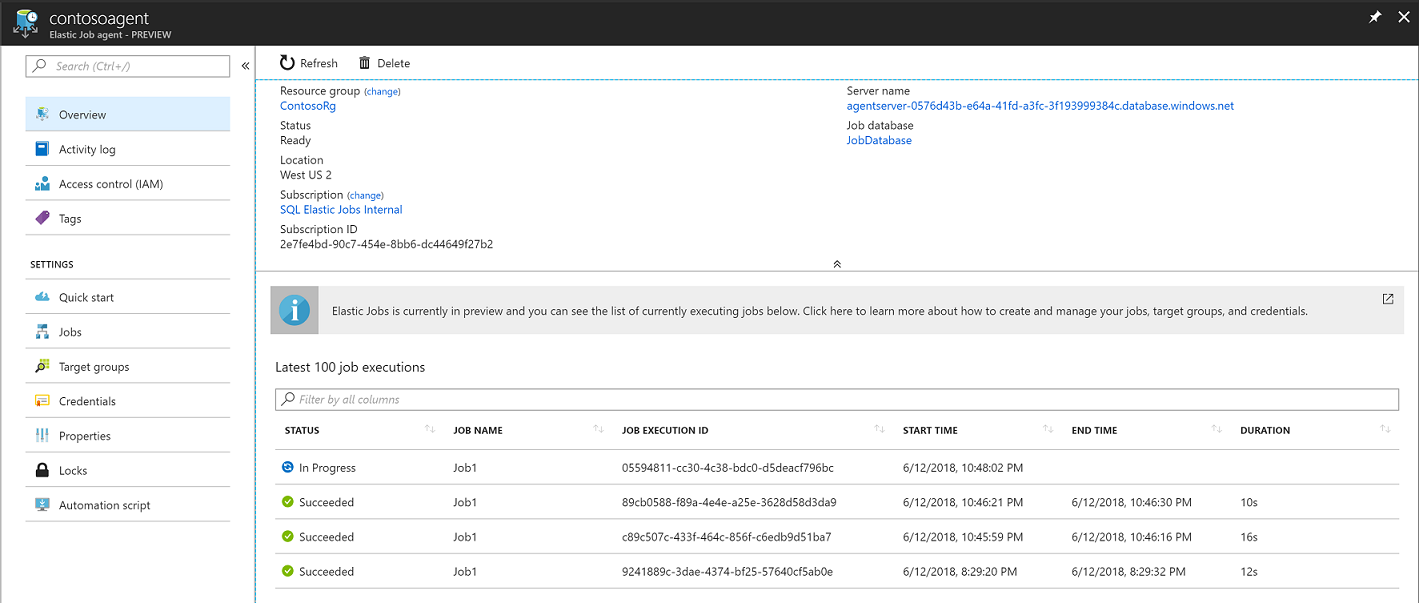 contosoagent
Elastic Job agent - PREVIEW
Search (Ctrl+/)
Overview
Activity log
Access control (IAM)
Tags
SETTINGS
Quick start
Jobs
Target groups
Credentials
Properties
Locks
Automation script
Refresh Delete
Resource group (change)
ContosoRg
Status
Ready
Location
West US 2
Subscription (change)
SQL Elastic Jobs Internal
Subscription ID
2e7fe4bd-90c7-454e-8bb6-dc44649f27b2
Server name
agentserver-0576d43b-e64a-41fd-a3fc-3f193999384c.database.windows.net
Job database
JobDatabase
Elastic Jobs is currently in preview and you can see the list of currently executing jobs below. Click here to learn more about how to create and manage your jobs, target groups, and credentials.
Latest 100 job executions
Filter by all columns
STATUS JOB NAME JOB EXECUTION ID START TIME END TIME DURATION
In Progress Job1 05594811-cc30-4c38-bdc0-d5deacf796bc 6/12/2018, 10:48:02 PM
Succeeded Job1 89cb0588-f89a-4e4e-a25e-3628d58d3da9 6/12/2018, 10:46:21 PM 6/12/2018, 10:46:30 PM 10s
Succeeded Job1 c89c507c-433f-464c-856f-c6edb9d51ba7 6/12/2018, 10:45:59 PM 6/12/2018, 10:46:16 PM 16s
Succeeded Job1 9241889c-3dae-4374-bf25-57640cf5ab0e 6/12/2018, 8:29:20 PM 6/12/2018, 8:29:32 PM 12s